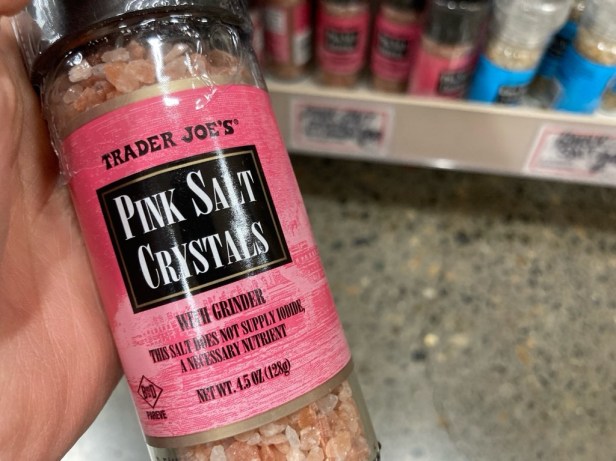 TRADER JOE'S®
PINK SALT
CRYSTALS
WITH GRINDER
THIS SALT DOES NOT SUPPLY IODIDE,
A NECESSARY NUTRIENT
NET WT. 4.5 OZ (128g)
PAREVE